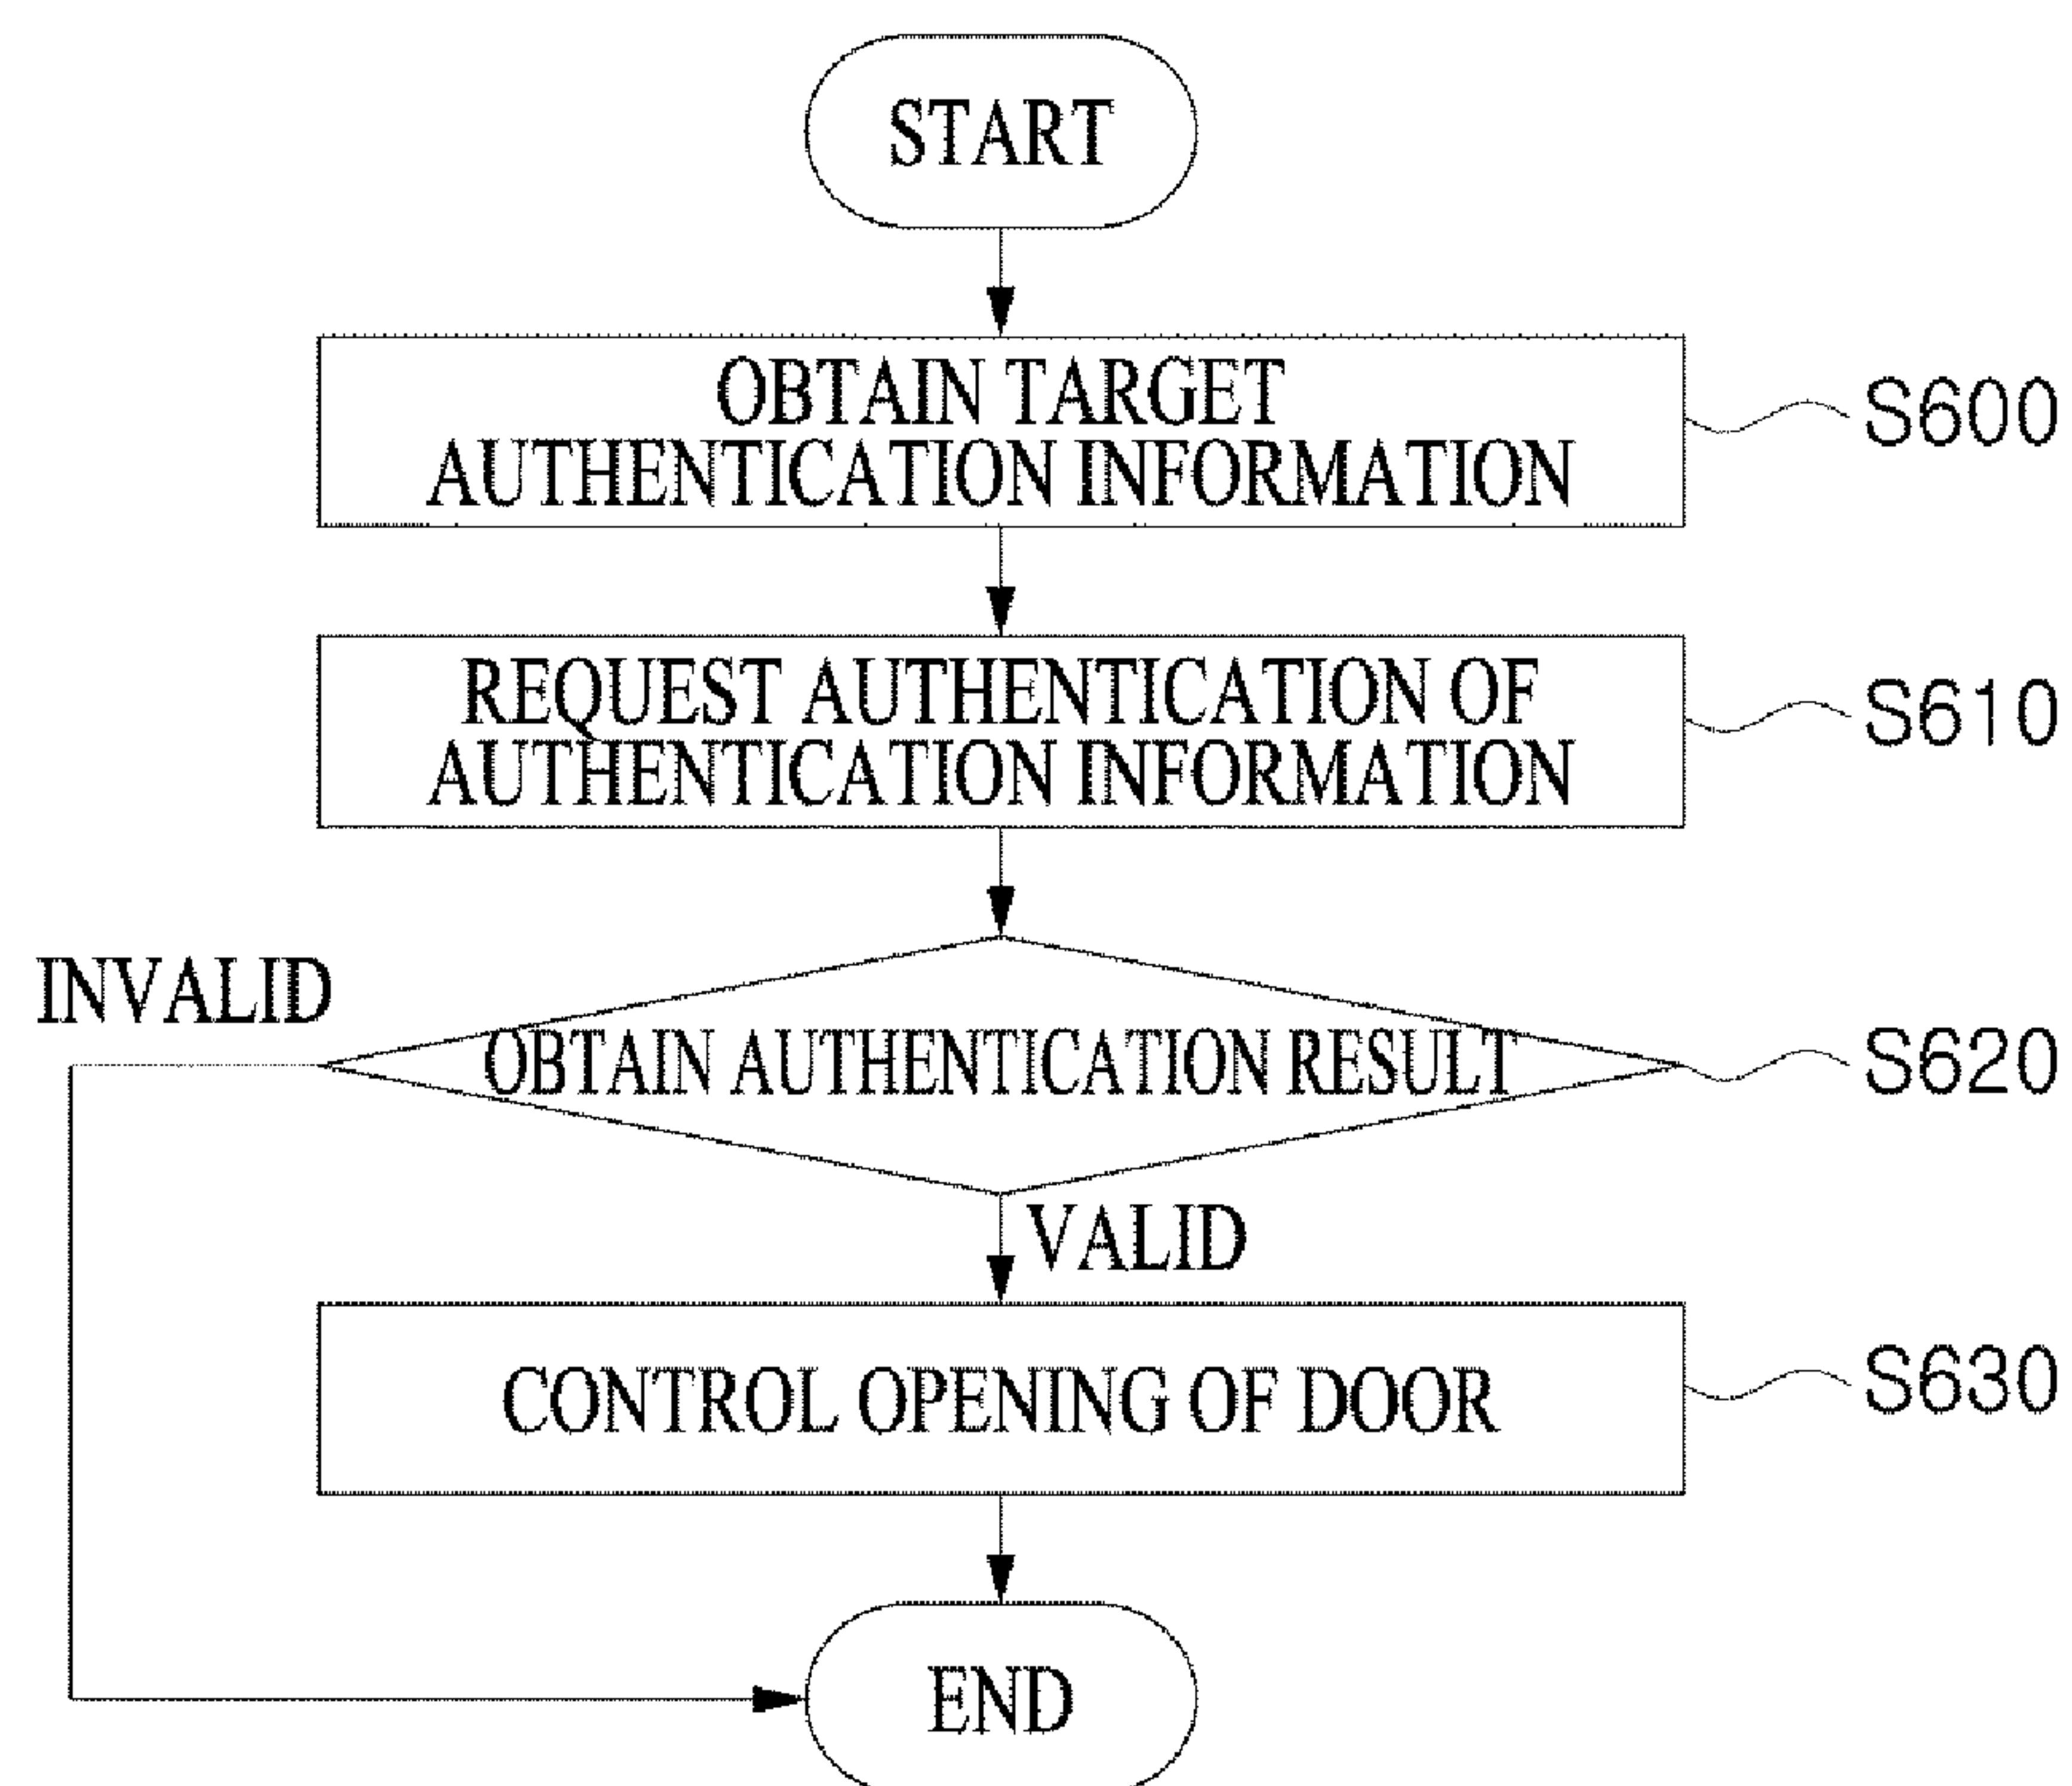 START
OBTAIN TARGET
AUTHENTICATION INFORMATION
S600
REQUEST AUTHENTICATION OF
AUTHENTICATION INFORMATION
S610
INVALID
OBTAIN AUTHENTICATION RESULT
S620
VALID
CONTROL OPENING OF DOOR
S630
END